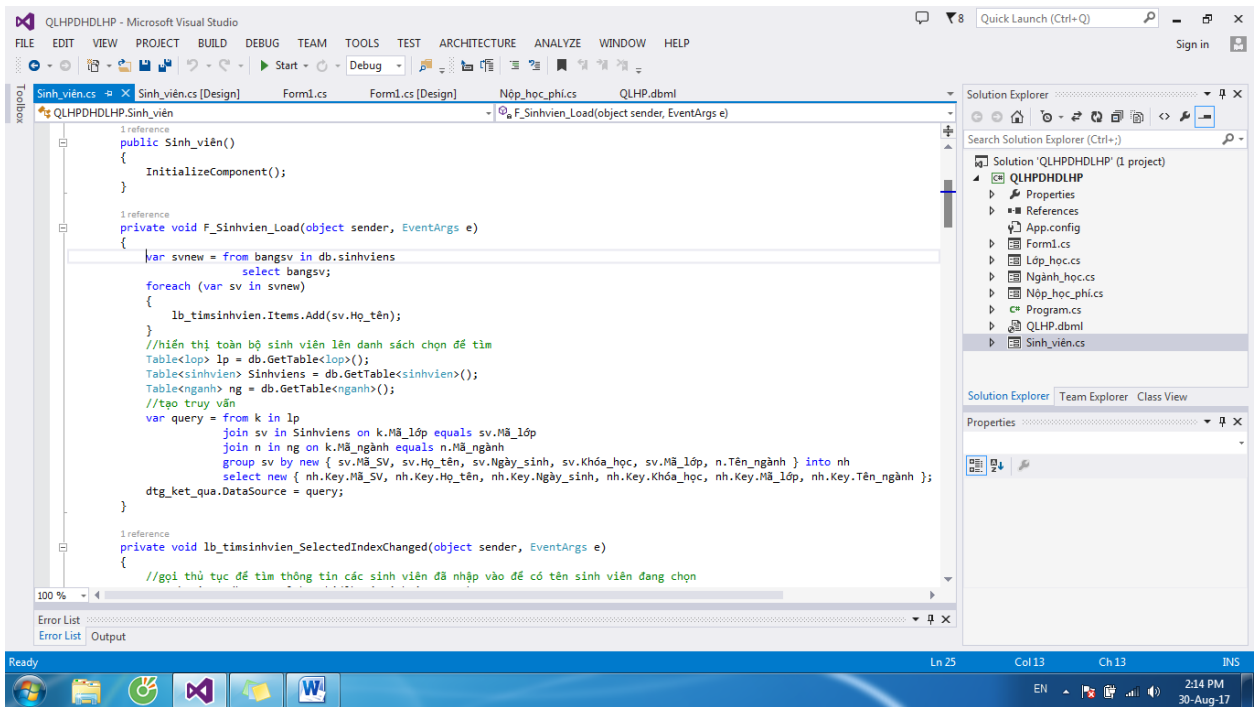 QLHPDHDLHP - Microsoft Visual Studio
8
Quick Launch (Ctrl+Q)
FILE EDIT VIEW PROJECT BUILD DEBUG TEAM TOOLS TEST ARCHITECTURE ANALYZE WINDOW HELP
Sign in
Start Debug
Toolbox
Sinh_viên.cs Sinh_viên.cs [Design] Form1.cs Form1.cs [Design] Nộp_học_phí.cs QLHP.dbml
QLHPDHDLHP.Sinh_viên
F_Sinhvien_Load(object sender, EventArgs e)
1 reference
public Sinh_viên()
{
InitializeComponent();
}
1 reference
private void F_Sinhvien_Load(object sender, EventArgs e)
{
var svnew = from bangsv in db.sinhviens
select bangsv;
foreach (var sv in svnew)
{
lb_timsinhvien.Items.Add(sv.Họ_tên);
}
//hiển thị toàn bộ sinh viên lên danh sách chọn để tìm
Table<lop> lp = db.GetTable<lop>();
Table<sinhvien> Sinhviens = db.GetTable<sinhvien>();
Table<nganh> ng = db.GetTable<nganh>();
//tạo truy vấn
var query = from k in lp
join sv in Sinhviens on k.Mã_lớp equals sv.Mã_lớp
join n in ng on k.Mã_ngành equals n.Mã_ngành
group sv by new { sv.Mã_SV, sv.Họ_tên, sv.Ngày_sinh, sv.Khóa_học, sv.Mã_lớp, n.Tên_ngành } into nh
select new { nh.Key.Mã_SV, nh.Key.Họ_tên, nh.Key.Ngày_sinh, nh.Key.Khóa_học, nh.Key.Mã_lớp, nh.Key.Tên_ngành };
dtg_ket_qua.DataSource = query;
}
1 reference
private void lb_timsinhvien_SelectedIndexChanged(object sender, EventArgs e)
{
//gọi thủ tục để tìm thông tin các sinh viên đã nhập vào để có tên sinh viên đang chọn
100 %
Error List
Error List Output
Solution Explorer
Search Solution Explorer (Ctrl+;)
Solution 'QLHPDHDLHP' (1 project)
C# QLHPDHDLHP
Properties
References
App.config
Form1.cs
Lớp_học.cs
Ngành_học.cs
Nộp_học_phí.cs
C# Program.cs
QLHP.dbml
Sinh_viên.cs
Solution Explorer Team Explorer Class View
Properties
Ready
Ln 25 Col 13 Ch 13 INS
EN
2:14 PM
30-Aug-17